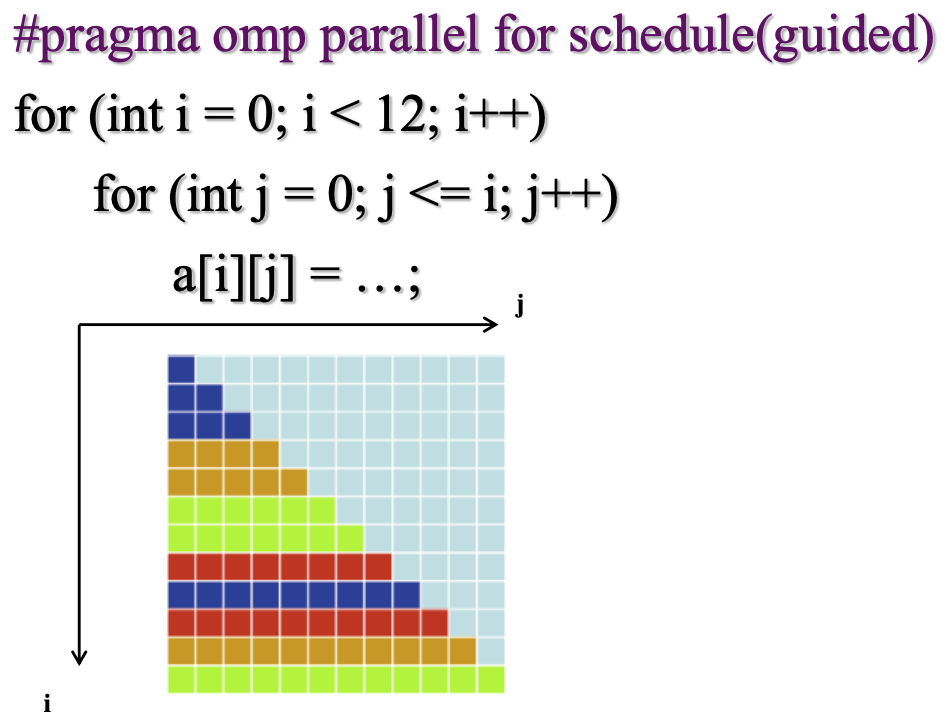 #pragma omp parallel for schedule(guided)
for (int i = 0; i < 12; i++)
for (int j = 0; j <= i; j++)
a[i][j] = …;
j
i